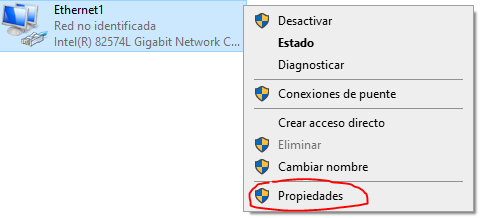 Ethernet1
Red no identificada
Intel(R) 82574L Gigabit Network C...
Desactivar
Estado
Diagnosticar
Conexiones de puente
Crear acceso directo
Eliminar
Cambiar nombre
Propiedades